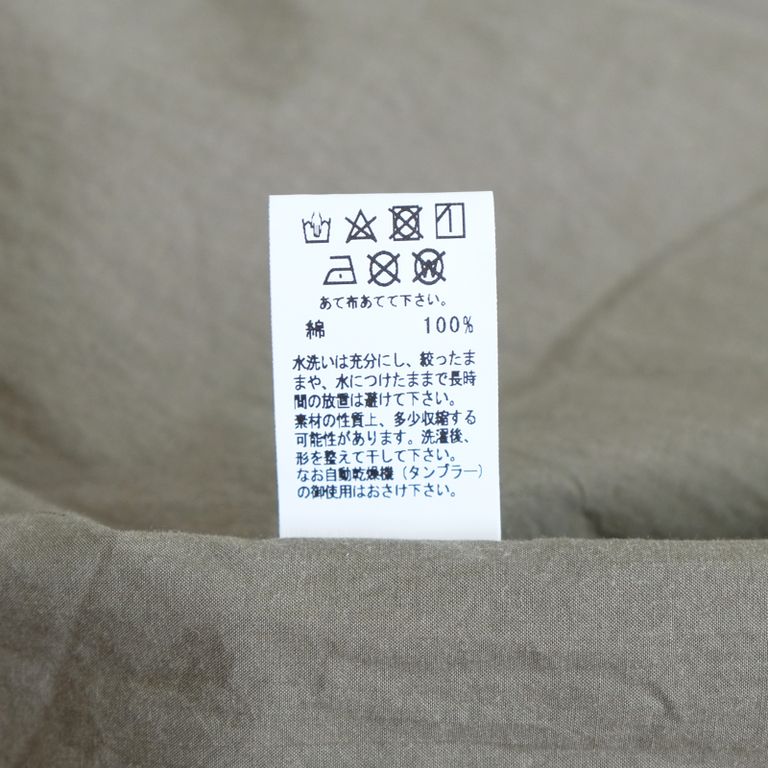 あて布あてて下さい。
綿 100%
水洗いは充分にし、絞ったま
まや、水につけたままで長時
間の放置は避けて下さい。
素材の性質上、多少収縮する
可能性があります。洗濯後、
形を整えて干して下さい。
なお自動乾燥機（タンブラー）
の御使用はおさけ下さい。